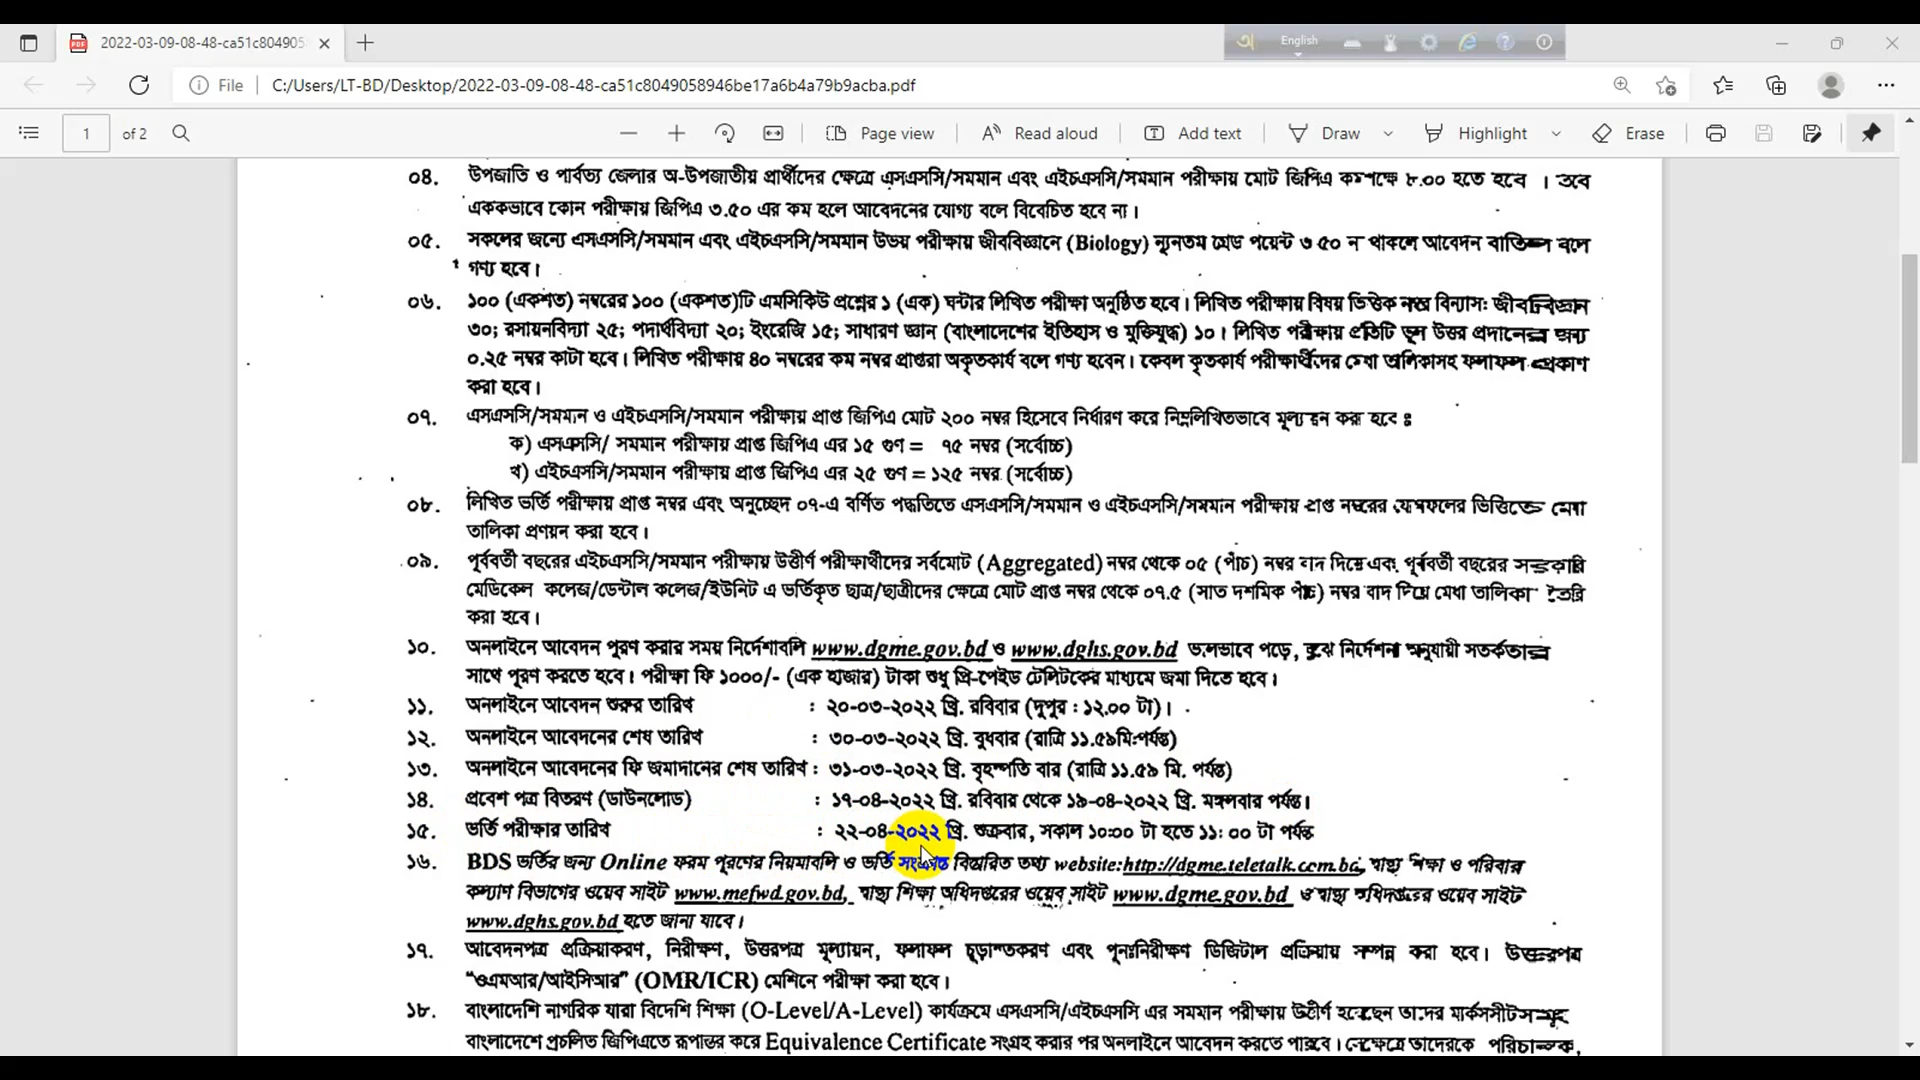 2022-03-09-08-48-ca51c804905
English
File
C:/Users/LT-BD/Desktop/2022-03-09-08-48-ca51c8049058946be17a6b4a79b9acba.pdf
1 of 2 Page view Read aloud Add text Draw Highlight Erase
০৪. উপজাতি ও পার্বত্য জেলার অ-উপজাতীয় প্রার্থীদের ক্ষেত্রে এসএসসি/সমমান এবং এইচএসসি/সমমান পরীক্ষায় মোট জিপিএ কমপক্ষে ৮.০০ হতে হবে । তবে
এককভাবে কোন পরীক্ষায় জিপিএ ৩.৫০ এর কম হলে আবেদনের যোগ্য বলে বিবেচিত হবে না।
০৫. সকলের জন্যে এসএসসি/সমমান এবং এইচএসসি/সমমান উভয় পরীক্ষায় জীববিজ্ঞানে (Biology) ন্যূনতম গ্রেড পয়েন্ট ৩ ৫০ ন থাকলে আবেদন বাতিল বলে
গণ্য হবে।
০৬. ১০০ (একশত) নম্বরের ১০০ (একশত)টি এমসিকিউ প্রশ্নের ১ (এক) ঘন্টার লিখিত পরীক্ষা অনুষ্ঠিত হবে। লিখিত পরীক্ষায় বিষয় ভিত্তিক নম্বর বিন্যাস: জীববিজ্ঞান
৩০; রসায়নবিদ্যা ২৫; পদার্থবিদ্যা ২০; ইংরেজি ১৫; সাধারণ জ্ঞান (বাংলাদেশের ইতিহাস ও মুক্তিযুদ্ধ) ১০। লিখিত পরীক্ষায় প্রতিটি ভুল উত্তর প্রদানের জন্য
০.২৫ নম্বর কাটা হবে। লিখিত পরীক্ষায় ৪০ নম্বরের কম নম্বর প্রাপ্তরা অকৃতকার্য বলে গণ্য হবেন। কেবল কৃতকার্য পরীক্ষার্থীদের মেধা তালিকাসহ ফলাফল প্রকাশ
করা হবে।
০৭. এসএসসি/সমমান ও এইচএসসি/সমমান পরীক্ষায় প্রাপ্ত জিপিএ মোট ২০০ নম্বর হিসেবে নির্ধারণ করে নিম্নলিখিতভাবে মূল্যায়ন করা হবে ঃ
ক) এসএসসি/ সমমান পরীক্ষায় প্রাপ্ত জিপিএ এর ১৫ গুণ = ৭৫ নম্বর (সর্বোচ্চ)
খ) এইচএসসি/সমমান পরীক্ষায় প্রাপ্ত জিপিএ এর ২৫ গুণ = ১২৫ নম্বর (সর্বোচ্চ)
০৮. লিখিত ভর্তি পরীক্ষায় প্রাপ্ত নম্বর এবং অনুচ্ছেদ ০৭-এ বর্ণিত পদ্ধতিতে এসএসসি/সমমান ও এইচএসসি/সমমান পরীক্ষায় প্রাপ্ত নম্বরের যোগফলের ভিত্তিতে মেধা
তালিকা প্রণয়ন করা হবে।
০৯. পূর্ববর্তী বছরের এইচএসসি/সমমান পরীক্ষায় উত্তীর্ণ পরীক্ষার্থীদের সর্বমোট (Aggregated) নম্বর থেকে ০৫ (পাঁচ) নম্বর বাদ দিয়ে এবং পূর্ববর্তী বছরের সরকারি
মেডিকেল কলেজ/ডেন্টাল কলেজ/ইউনিট এ ভর্তিকৃত ছাত্র/ছাত্রীদের ক্ষেত্রে মোট প্রাপ্ত নম্বর থেকে ০৭.৫ (সাত দশমিক পাঁচ) নম্বর বাদ দিয়ে মেধা তালিকা তৈরি
করা হবে।
১০. অনলাইনে আবেদন পূরণ করার সময় নির্দেশাবলি www.dgme.gov.bd ও www.dghs.gov.bd ভালভাবে পড়ে, বুঝে নির্দেশনা অনুযায়ী সতর্কতার
সাথে পূরণ করতে হবে। পরীক্ষা ফি ১০০০/- (এক হাজার) টাকা শুধু প্রি-পেইড টেলিটকের মাধ্যমে জমা দিতে হবে।
১১. অনলাইনে আবেদন শুরুর তারিখ : ২০-০৩-২০২২ খ্রি. রবিবার (দুপুর : ১২.০০ টা)।
১২. অনলাইনে আবেদনের শেষ তারিখ : ৩০-০৩-২০২২ খ্রি. বুধবার (রাত্রি ১১.৫৯মি:পর্যন্ত)
১৩. অনলাইনে আবেদনের ফি জমাদানের শেষ তারিখ : ৩১-০৩-২০২২ খ্রি. বৃহস্পতি বার (রাত্রি ১১.৫৯ মি. পর্যন্ত)
১৪. প্রবেশ পত্র বিতরণ (ডাউনলোড) : ১৭-০৪-২০২২ খ্রি. রবিবার থেকে ১৯-০৪-২০২২ খ্রি. মঙ্গলবার পর্যন্ত।
১৫. ভর্তি পরীক্ষার তারিখ : ২২-০৪-২০২২ খ্রি. শুক্রবার, সকাল ১০:০০ টা হতে ১১: ০০ টা পর্যন্ত
১৬. BDS ভর্তির জন্য Online ফরম পূরণের নিয়মাবলি ও ভর্তি সংক্রান্ত বিস্তারিত তথ্য website:http://dgme.teletalk.com.bd, স্বাস্থ্য শিক্ষা ও পরিবার
কল্যাণ বিভাগের ওয়েব সাইট www.mefwd.gov.bd, স্বাস্থ্য শিক্ষা অধিদপ্তরের ওয়েব সাইট www.dgme.gov.bd ও স্বাস্থ্য অধিদপ্তরের ওয়েব সাইট
www.dghs.gov.bd হতে জানা যাবে।
১৭. আবেদনপত্র প্রক্রিয়াকরণ, নিরীক্ষণ, উত্তরপত্র মূল্যায়ন, ফলাফল চূড়ান্তকরণ এবং পুনঃনিরীক্ষণ ডিজিটাল প্রক্রিয়ায় সম্পন্ন করা হবে। উত্তরপত্র
“ওএমআর/আইসিআর” (OMR/ICR) মেশিনে পরীক্ষা করা হবে।
১৮. বাংলাদেশি নাগরিক যারা বিদেশি শিক্ষা (O-Level/A-Level) কার্যক্রমে এসএসসি/এইচএসসি এর সমমান পরীক্ষায় উত্তীর্ণ হয়েছেন তাদের মার্কসসীটসমূহ
বাংলাদেশে প্রচলিত জিপিএতে রূপান্তর করে Equivalence Certificate সংগ্রহ করার পর অনলাইনে আবেদন করতে পারবে। সেক্ষেত্রে তাদেরকে পরিচালক,